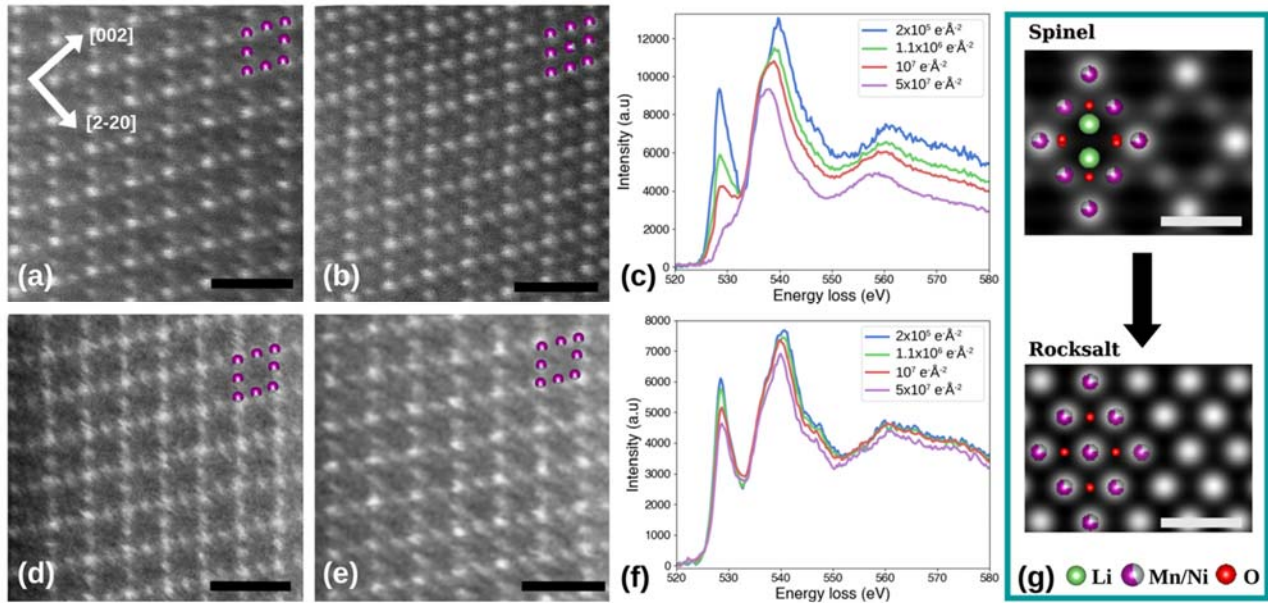 [002]
[2-20]
(a)
(b)
(c)
Intensity (a.u)
12000
10000
8000
6000
4000
2000
0
520 530 540 550 560 570 580
Energy loss (eV)
2x10⁵ e⁻Å⁻²
1.1x10⁶ e⁻Å⁻²
10⁷ e⁻Å⁻²
5x10⁷ e⁻Å⁻²
(d)
(e)
(f)
Intensity (a.u)
8000
7000
6000
5000
4000
3000
2000
1000
0
520 530 540 550 560 570 580
Energy loss (eV)
2x10⁵ e⁻Å⁻²
1.1x10⁶ e⁻Å⁻²
10⁷ e⁻Å⁻²
5x10⁷ e⁻Å⁻²
Spinel
Rocksalt
(g) Li Mn/Ni O